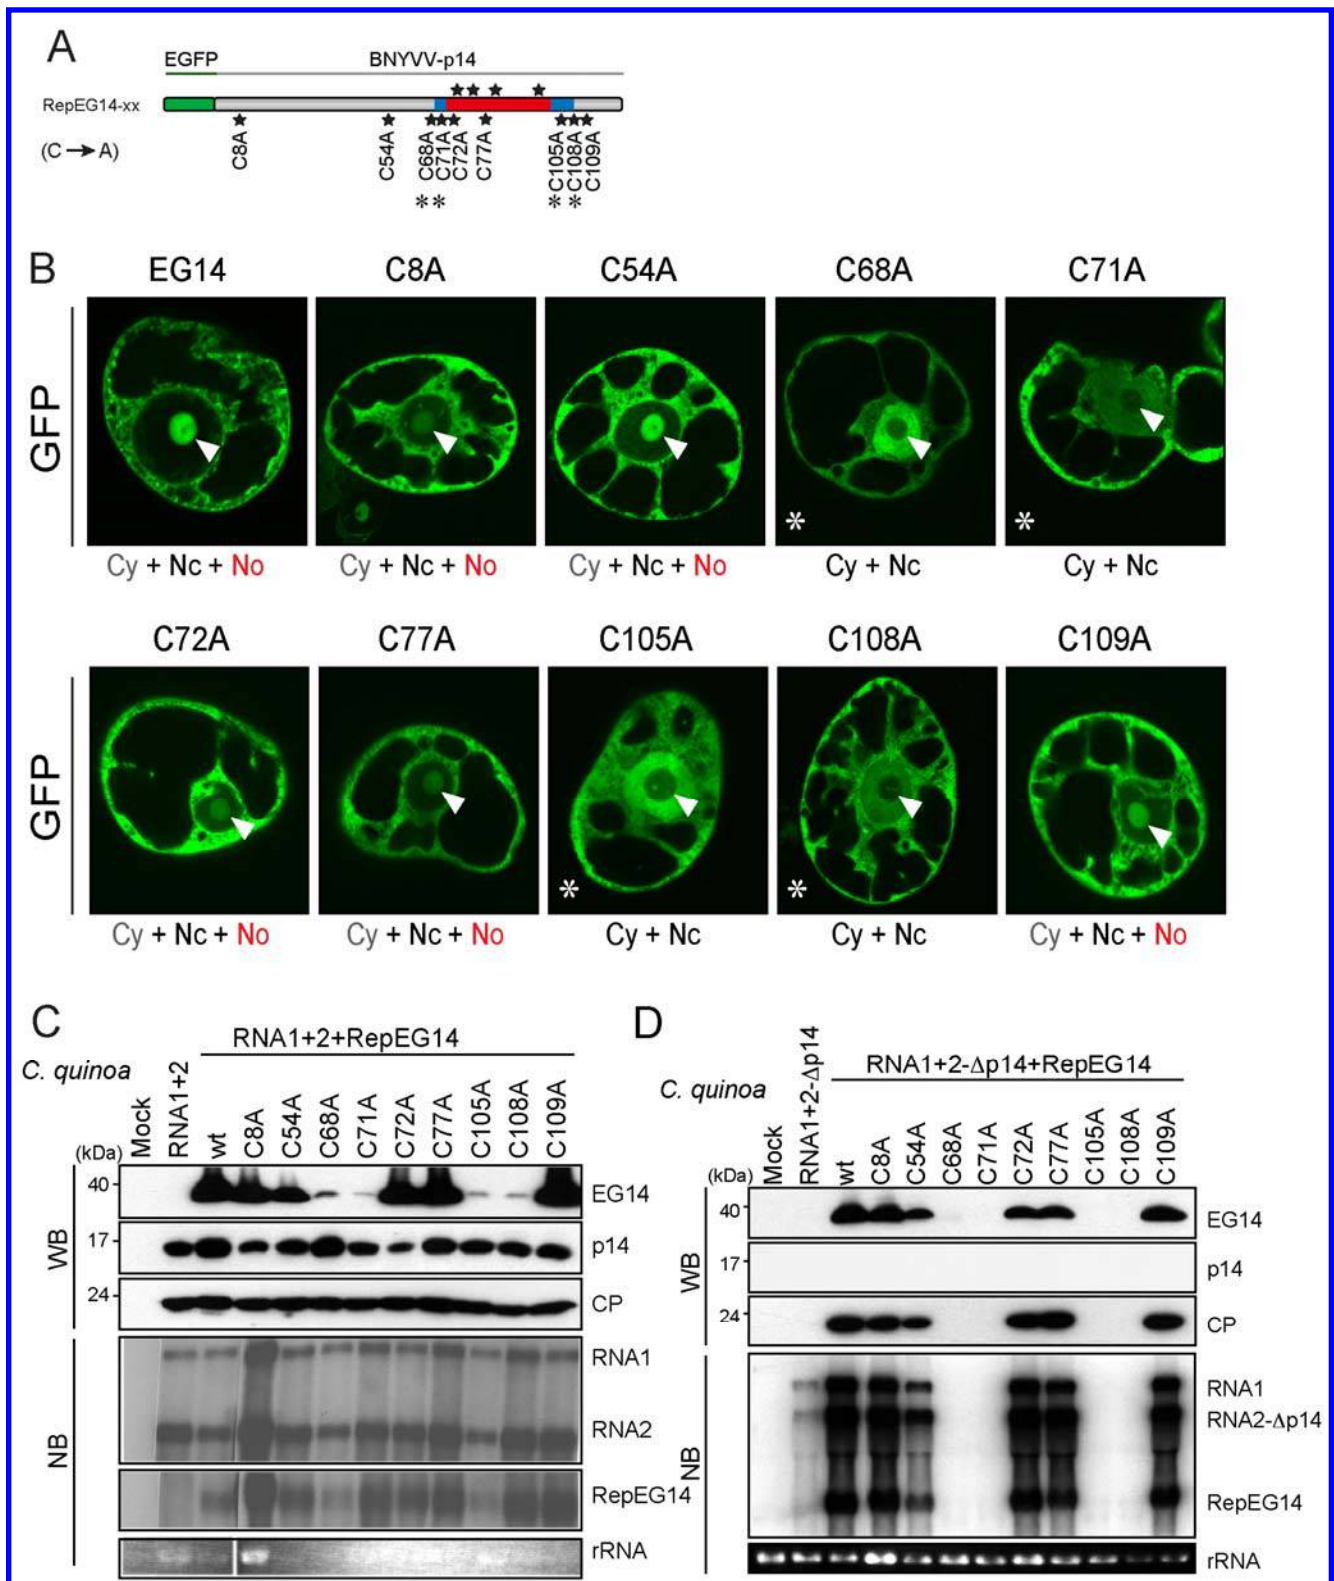 A
EGFP
BNYVV-p14
RepEG14-xx
(C → A)
C8A
C54A
C68A
C71A
C72A
C77A
C105A
C108A
C109A
* * * *
B
EG14 C8A C54A C68A C71A
GFP
* *
Cy + Nc + No Cy + Nc + No Cy + Nc + No Cy + Nc Cy + Nc
C72A C77A C105A C108A C109A
GFP
* *
Cy + Nc + No Cy + Nc + No Cy + Nc Cy + Nc Cy + Nc + No
C
RNA1+2+RepEG14
C. quinoa
Mock
RNA1+2
wt
C8A
C54A
C68A
C71A
C72A
C77A
C105A
C108A
C109A
(kDa)
WB
40 EG14
17 p14
24 CP
NB
RNA1
RNA2
RepEG14
rRNA
D
RNA1+2-Δp14+RepEG14
C. quinoa
Mock
RNA1+2-Δp14
wt
C8A
C54A
C68A
C71A
C72A
C77A
C105A
C108A
C109A
(kDa)
WB
40 EG14
17 p14
24 CP
NB
RNA1
RNA2-Δp14
RepEG14
rRNA